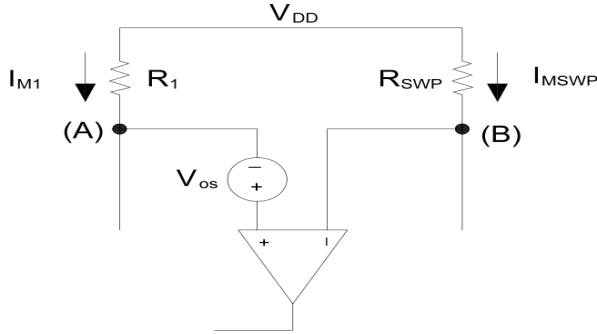 VDD
IM1 R1 RSWP IMSWP
(A) (B)
− 
Vos +
+ −